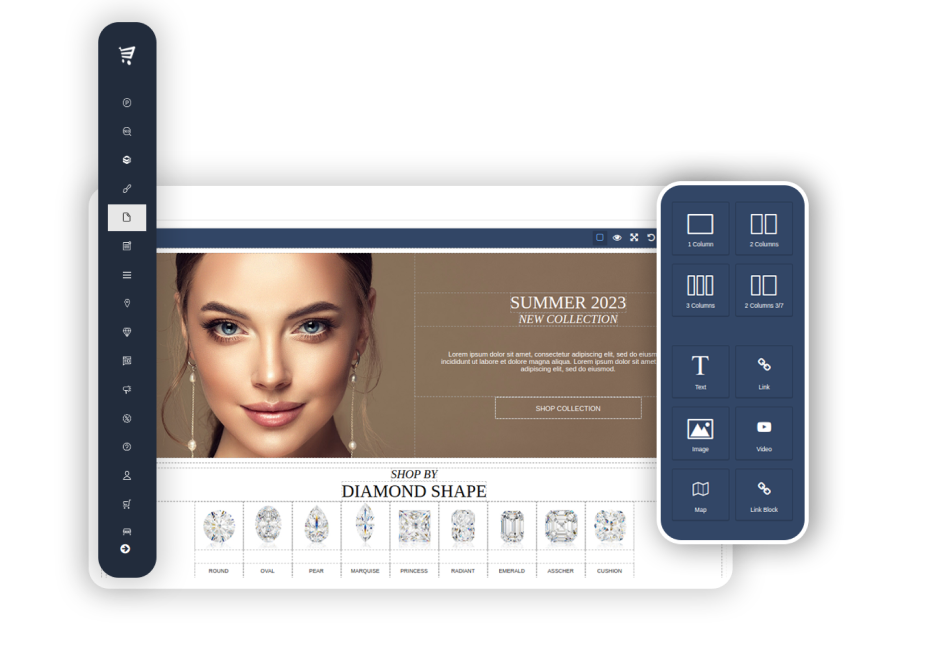 SUMMER 2023
NEW COLLECTION
Lorem ipsum dolor sit amet, consectetur adipiscing elit, sed do eiusm
incididunt ut labore et dolore magna aliqua. Lorem ipsum dolor sit amet
adipiscing elit, sed do eiusmod.
SHOP COLLECTION
SHOP BY
DIAMOND SHAPE
ROUND OVAL PEAR MARQUISE PRINCESS RADIANT EMERALD ASSCHER CUSHION
1 Column 2 Columns
3 Columns 2 Columns 3/7
Text Link
Image Video
Map Link Block